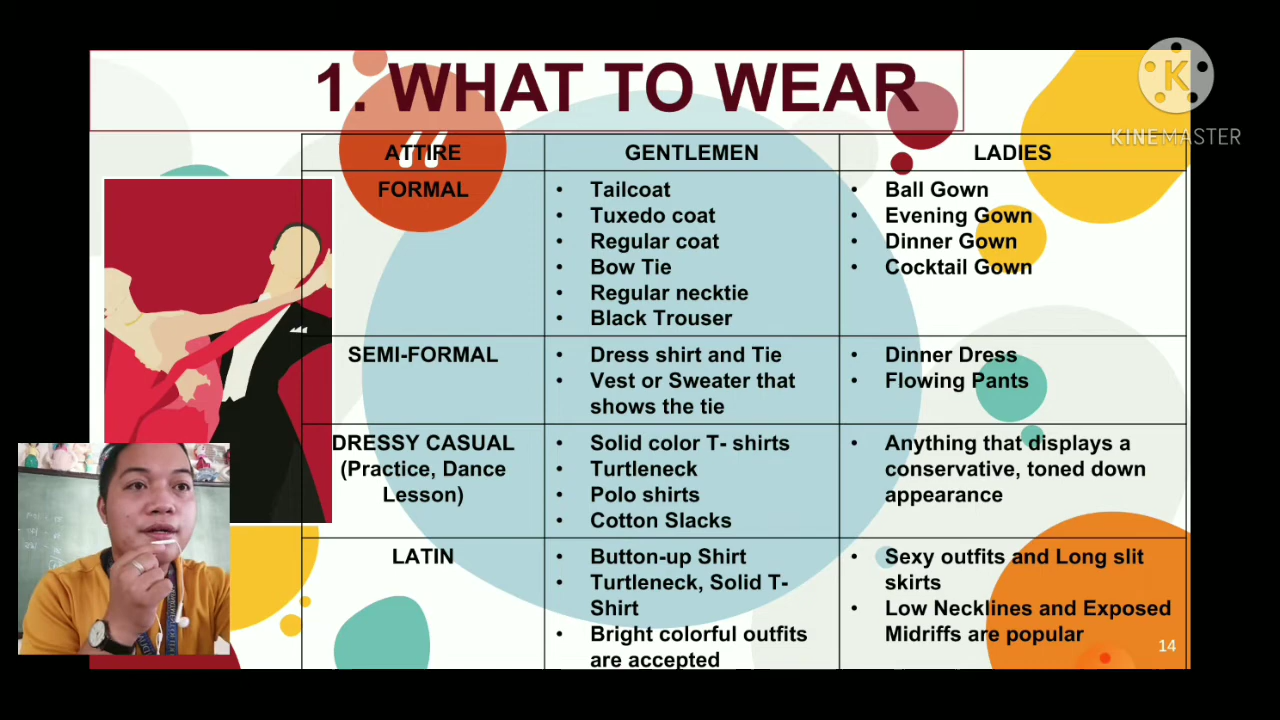 1. WHAT TO WEAR
K
KINEMASTER
ATTIRE
GENTLEMEN
LADIES
FORMAL
• Tailcoat
• Tuxedo coat
• Regular coat
• Bow Tie
• Regular necktie
• Black Trouser
• Ball Gown
• Evening Gown
• Dinner Gown
• Cocktail Gown
SEMI-FORMAL
• Dress shirt and Tie
• Vest or Sweater that
shows the tie
• Dinner Dress
• Flowing Pants
DRESSY CASUAL
(Practice, Dance
Lesson)
• Solid color T- shirts
• Turtleneck
• Polo shirts
• Cotton Slacks
• Anything that displays a
conservative, toned down
appearance
LATIN
• Button-up Shirt
• Turtleneck, Solid T-
Shirt
• Bright colorful outfits
are accepted
• Sexy outfits and Long slit
skirts
• Low Necklines and Exposed
Midriffs are popular
14